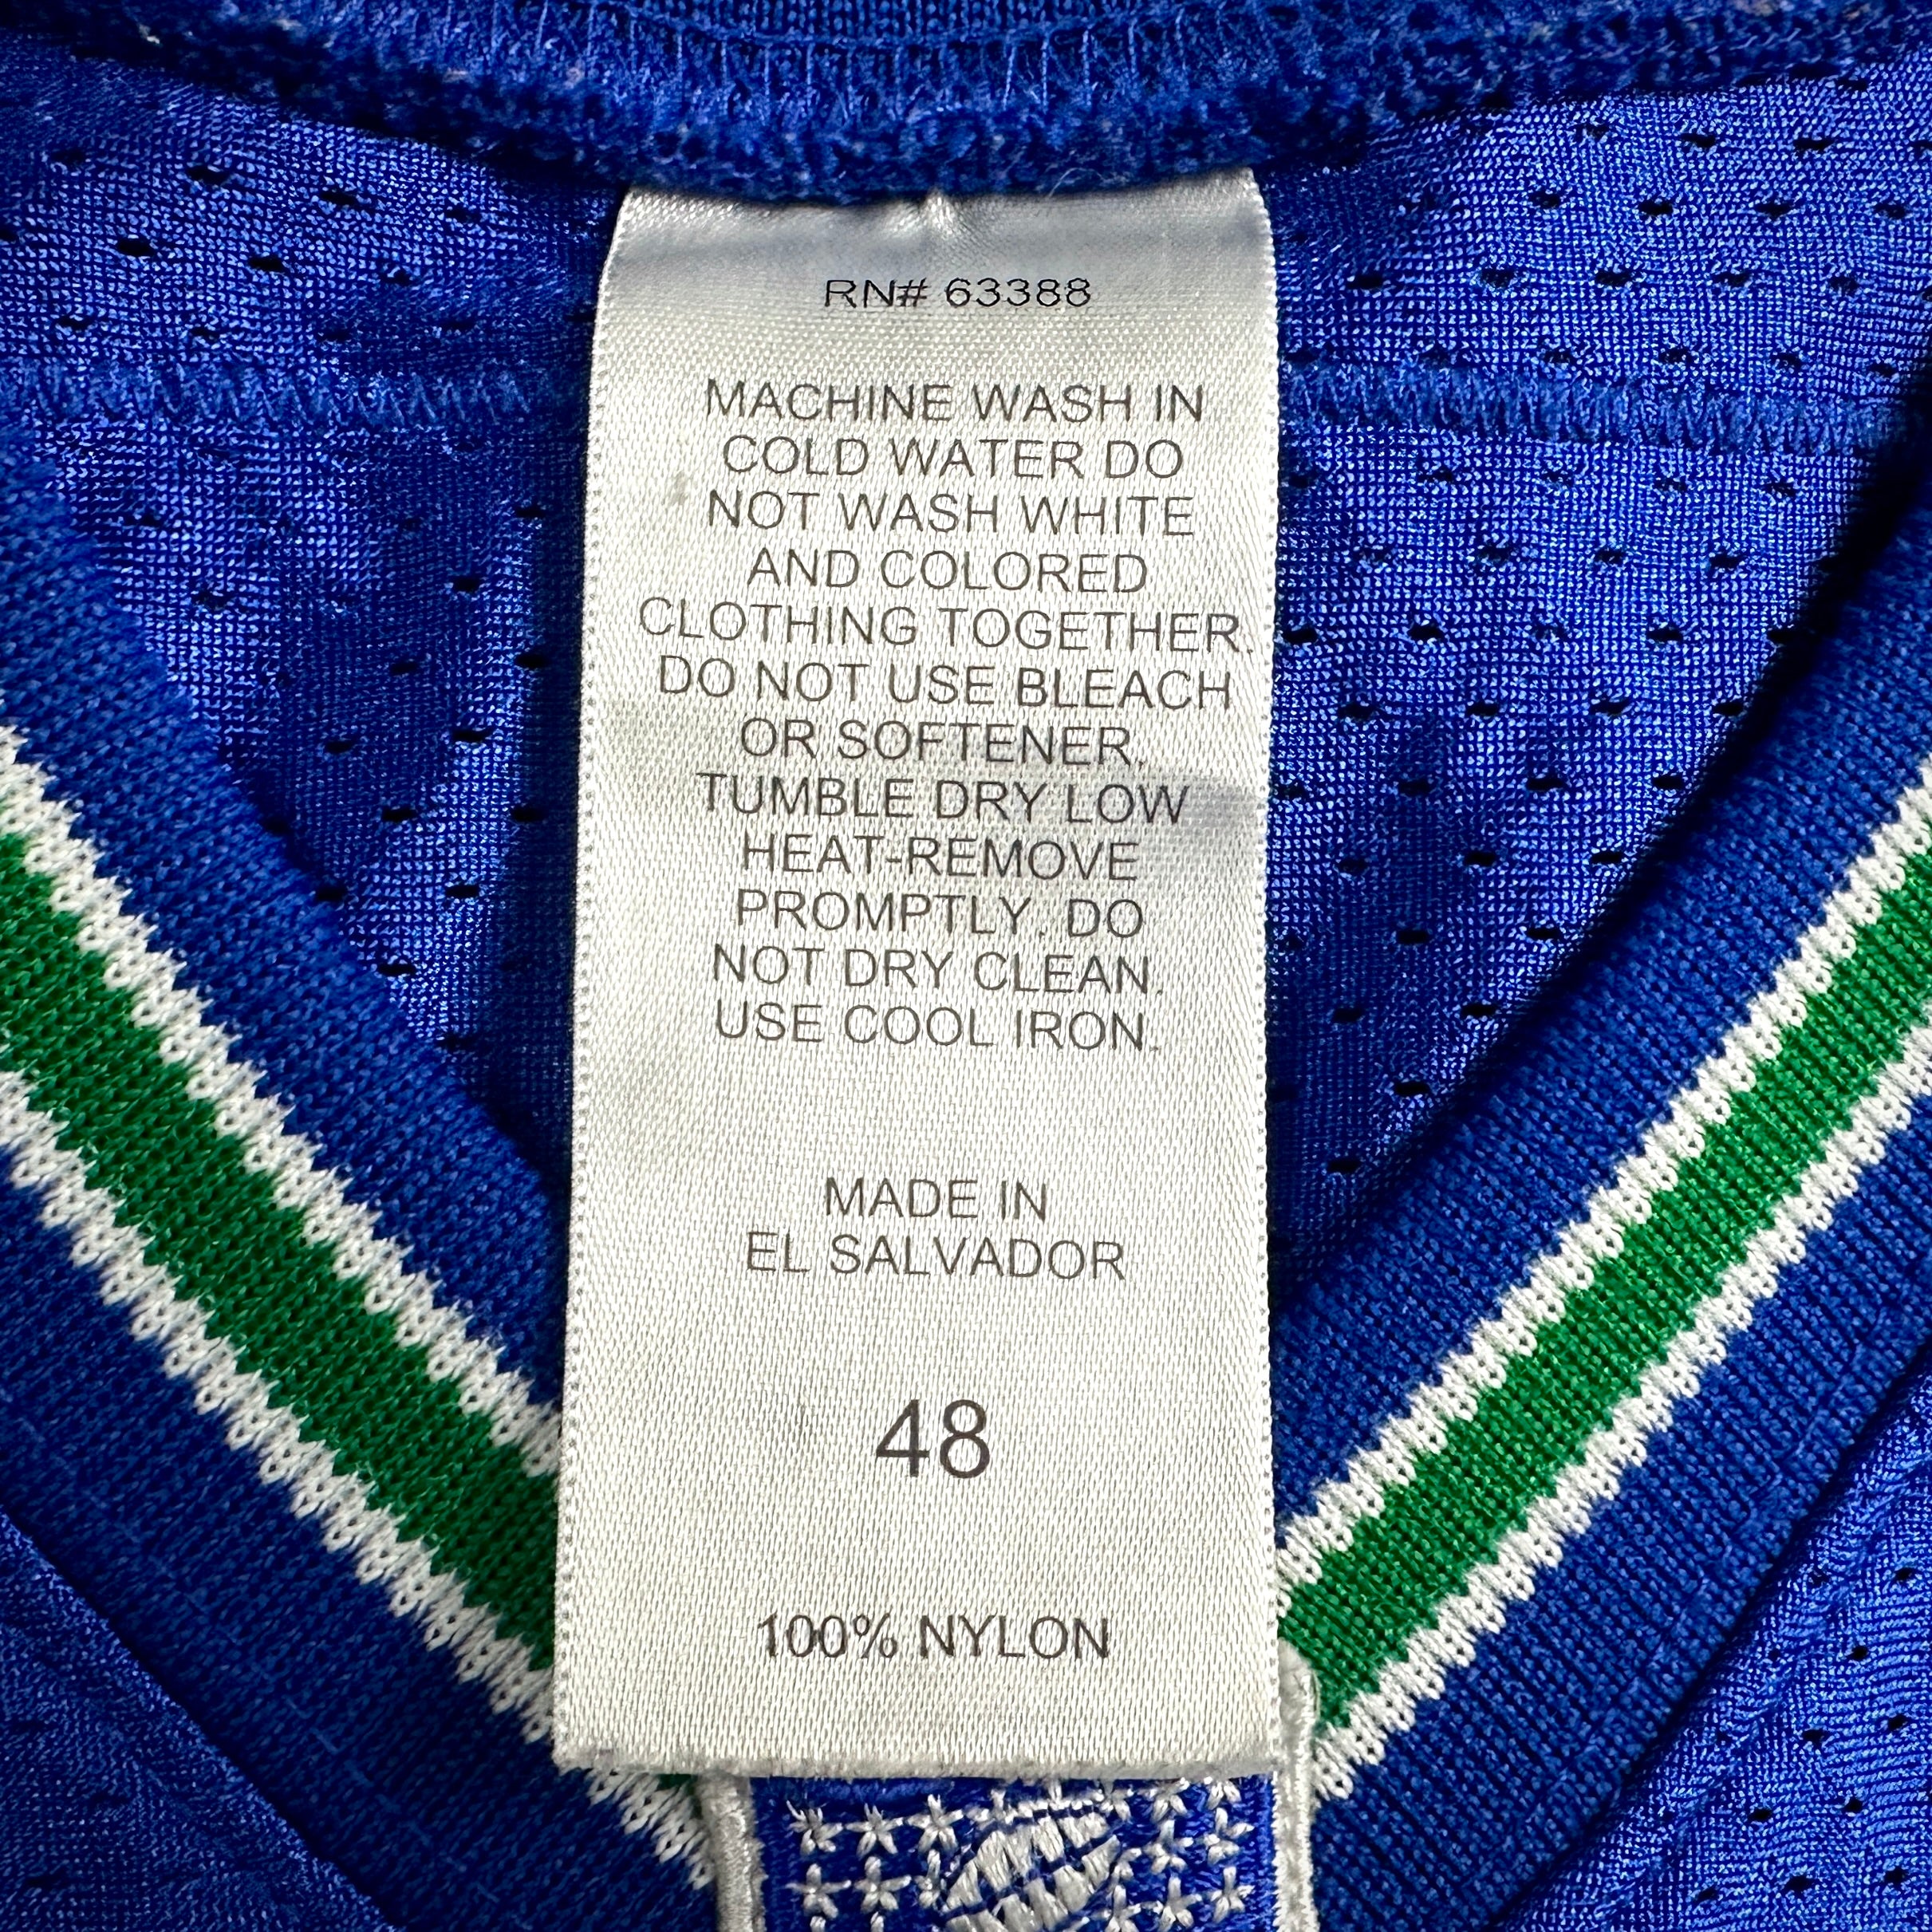 RN# 63388
MACHINE WASH IN
COLD WATER DO
NOT WASH WHITE
AND COLORED
CLOTHING TOGETHER.
DO NOT USE BLEACH
OR SOFTENER.
TUMBLE DRY LOW
HEAT-REMOVE
PROMPTLY. DO
NOT DRY CLEAN.
USE COOL IRON.
MADE IN
EL SALVADOR
48
100% NYLON